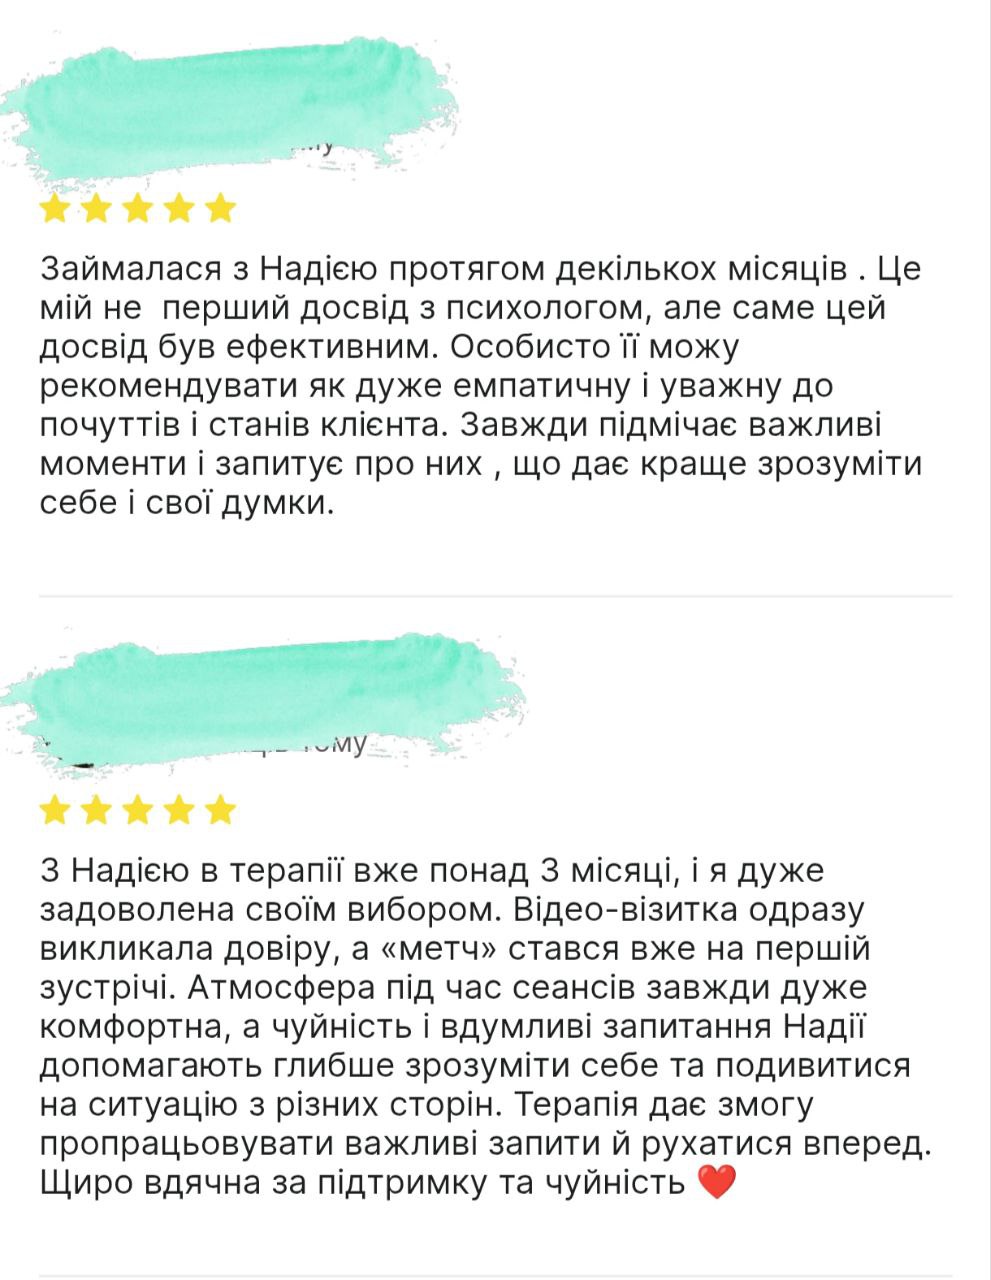 Займалася з Надією протягом декількох місяців . Це
мій не  перший досвід з психологом, але саме цей
досвід був ефективним. Особисто її можу
рекомендувати як дуже емпатичну і уважну до
почуттів і станів клієнта. Завжди підмічає важливі
моменти і запитує про них , що дає краще зрозуміти
себе і свої думки.
тому
З Надією в терапії вже понад 3 місяці, і я дуже
задоволена своїм вибором. Відео-візитка одразу
викликала довіру, а «метч» стався вже на першій
зустрічі. Атмосфера під час сеансів завжди дуже
комфортна, а чуйність і вдумливі запитання Надії
допомагають глибше зрозуміти себе та подивитися
на ситуацію з різних сторін. Терапія дає змогу
пропрацьовувати важливі запити й рухатися вперед.
Щиро вдячна за підтримку та чуйність ❤️